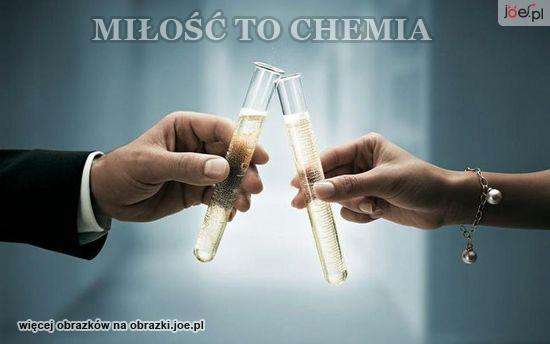 MIŁOŚĆ TO CHEMIA
joe.pl
więcej obrazków na obrazki.joe.pl